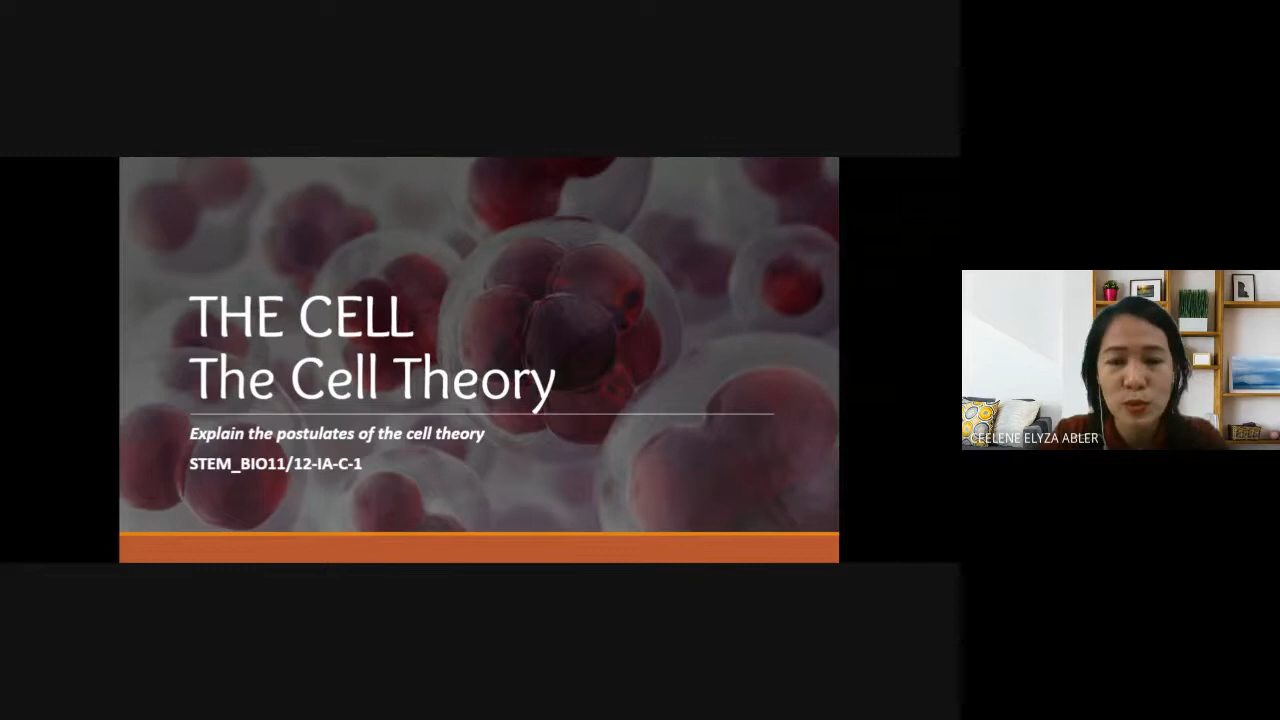 THE CELL
The Cell Theory
Explain the postulates of the cell theory
STEM_BIO11/12-IA-C-1
CEELENE ELYZA ABLER